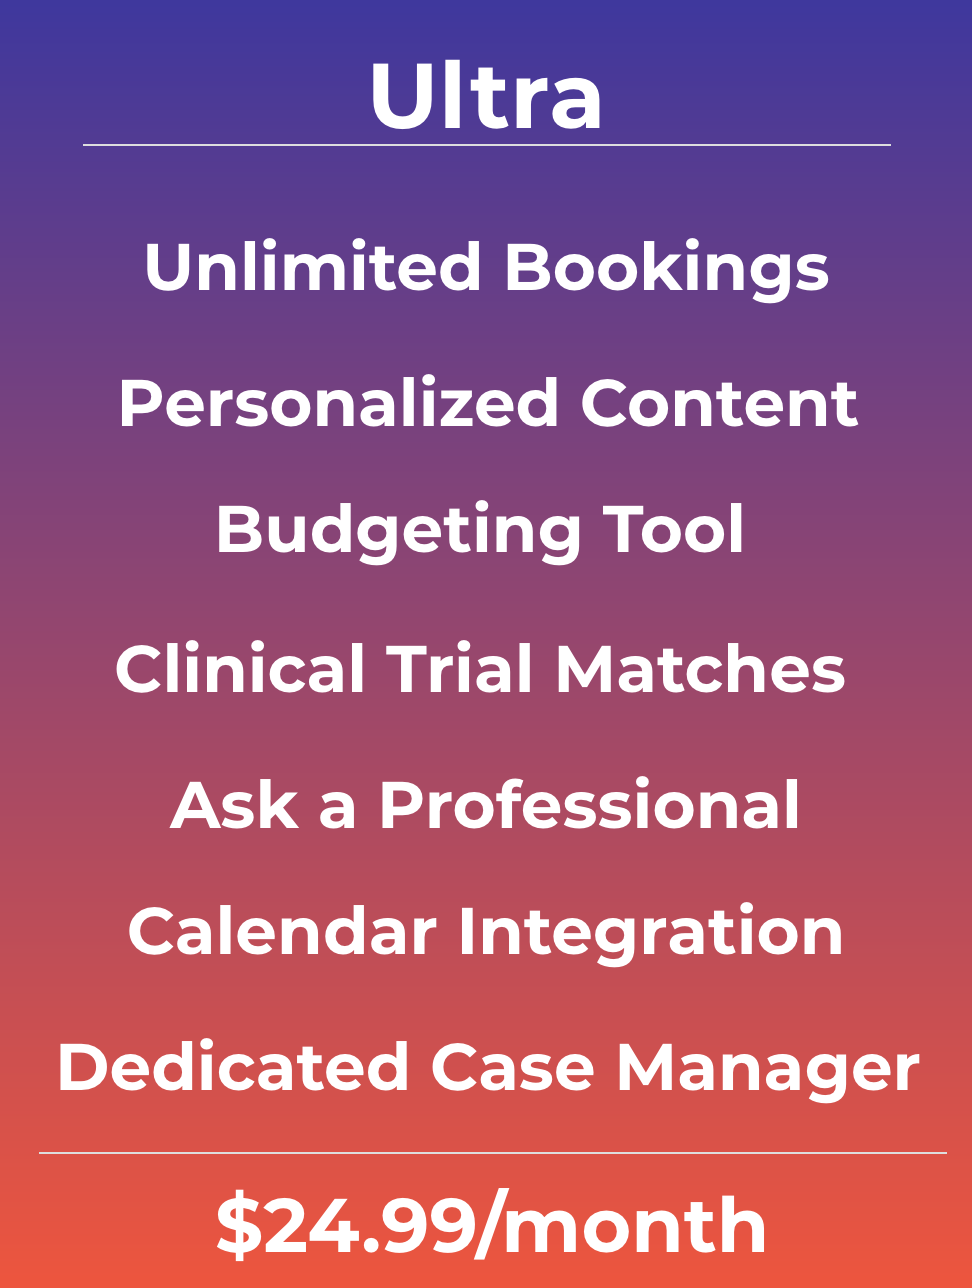 Ultra
Unlimited Bookings
Personalized Content
Budgeting Tool
Clinical Trial Matches
Ask a Professional
Calendar Integration
Dedicated Case Manager
$24.99/month